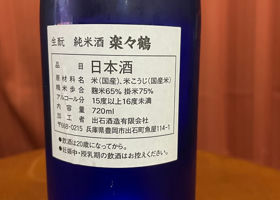 生酛 純米酒 楽々鶴
品目 日本酒
原材料名 米(国産)、米こうじ(国産米)
精米歩合 麹米65% 掛米75%
アルコール分 15度以上16度未満
内容量 720ml
製造者 出石酒造有限会社
〒668-0215 兵庫県豊岡市出石町魚屋114-1
●飲酒は20歳になってから。
●妊娠中・授乳期の飲酒はお控えください。